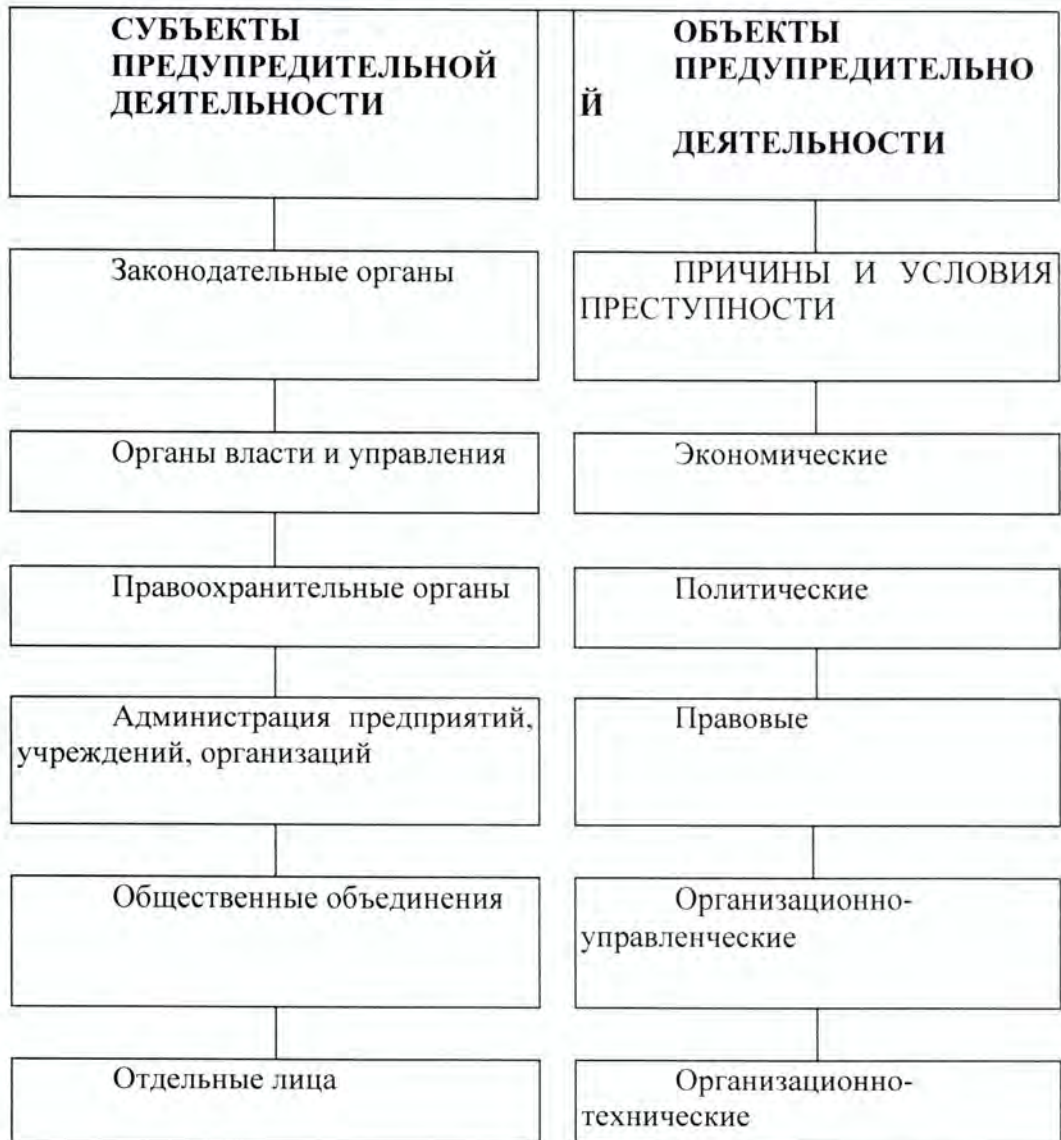 СУБЪЕКТЫ
ПРЕДУПРЕДИТЕЛЬНОЙ
ДЕЯТЕЛЬНОСТИ
ОБЪЕКТЫ
ПРЕДУПРЕДИТЕЛЬНО
Й
ДЕЯТЕЛЬНОСТИ
Законодательные органы
ПРИЧИНЫ И УСЛОВИЯ
ПРЕСТУПНОСТИ
Органы власти и управления
Экономические
Правоохранительные органы
Политические
Администрация предприятий,
учреждений, организаций
Правовые
Общественные объединения
Организационно-
управленческие
Отдельные лица
Организационно-
технические